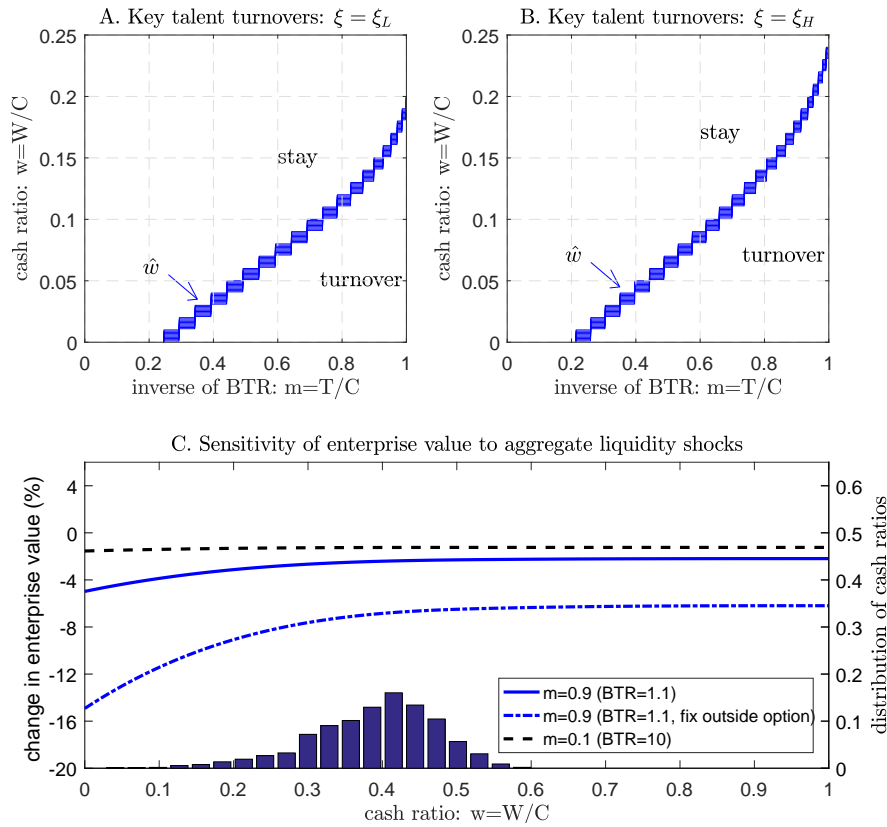 A. Key talent turnovers: ξ = ξ_L
0.25
0.2
0.15
0.1
0.05
0
cash ratio: w=W/C
stay
ŵ
turnover
0 0.2 0.4 0.6 0.8 1
inverse of BTR: m=T/C
B. Key talent turnovers: ξ = ξ_H
0.25
0.2
0.15
0.1
0.05
0
cash ratio: w=W/C
stay
ŵ
turnover
0 0.2 0.4 0.6 0.8 1
inverse of BTR: m=T/C
C. Sensitivity of enterprise value to aggregate liquidity shocks
4
0
-4
-8
-12
-16
-20
change in enterprise value (%)
0.6
0.5
0.4
0.3
0.2
0.1
0
distribution of cash ratios
m=0.9 (BTR=1.1)
m=0.9 (BTR=1.1, fix outside option)
m=0.1 (BTR=10)
0 0.1 0.2 0.3 0.4 0.5 0.6 0.7 0.8 0.9 1
cash ratio: w=W/C